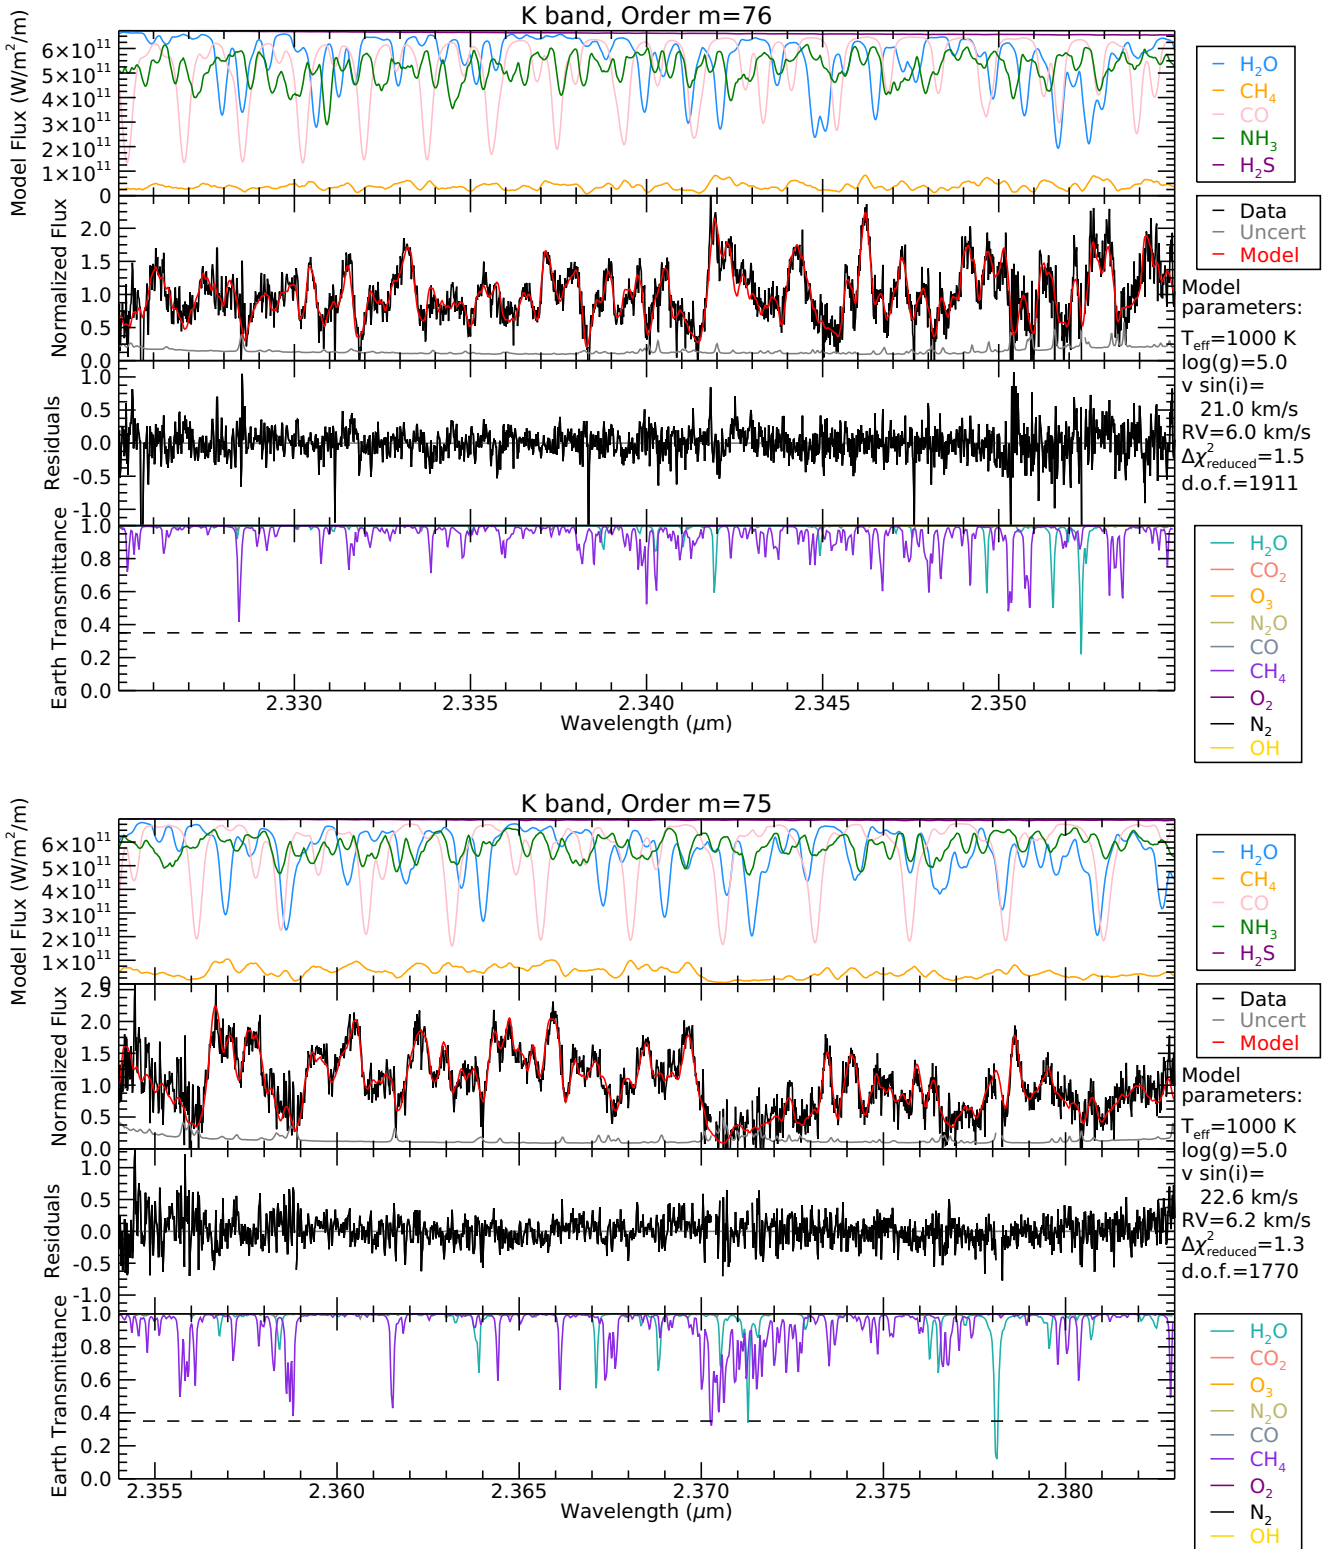 K band, Order m=76
Model Flux (W/m²/m)
6×10¹¹
5×10¹¹
4×10¹¹
3×10¹¹
2×10¹¹
1×10¹¹
0
H₂O
CH₄
CO
NH₃
H₂S
Normalized Flux
2.0
1.5
1.0
0.5
0.0
Data
Uncert
Model
Model
parameters:
T_eff=1000 K
log(g)=5.0
v sin(i)=
21.0 km/s
RV=6.0 km/s
Δχ²_reduced=1.5
d.o.f.=1911
Residuals
1.0
0.5
0.0
-0.5
-1.0
Earth Transmittance
1.0
0.8
0.6
0.4
0.2
0.0
H₂O
CO₂
O₃
N₂O
CO
CH₄
O₂
N₂
OH
2.330 2.335 2.340 2.345 2.350
Wavelength (μm)
K band, Order m=75
Model Flux (W/m²/m)
6×10¹¹
5×10¹¹
4×10¹¹
3×10¹¹
2×10¹¹
1×10¹¹
0
H₂O
CH₄
CO
NH₃
H₂S
Normalized Flux
2.5
2.0
1.5
1.0
0.5
0.0
Data
Uncert
Model
Model
parameters:
T_eff=1000 K
log(g)=5.0
v sin(i)=
22.6 km/s
RV=6.2 km/s
Δχ²_reduced=1.3
d.o.f.=1770
Residuals
1.0
0.5
0.0
-0.5
-1.0
Earth Transmittance
1.0
0.8
0.6
0.4
0.2
0.0
H₂O
CO₂
O₃
N₂O
CO
CH₄
O₂
N₂
OH
2.355 2.360 2.365 2.370 2.375 2.380
Wavelength (μm)